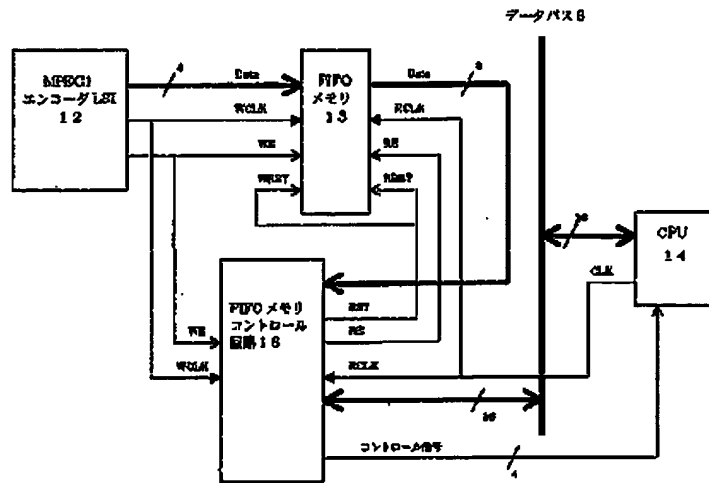 データバス8
MPEG1
エンコーダLSI
12
Data
WCLK
WE
FIFO
メモリ
13
Data
8
RCLK
RE
WRST
RRST
16
CPU
14
CLK
FIFOメモリ
コントロール
回路16
RST
RE
WE
WCLK
RCLK
16
コントロール信号
4